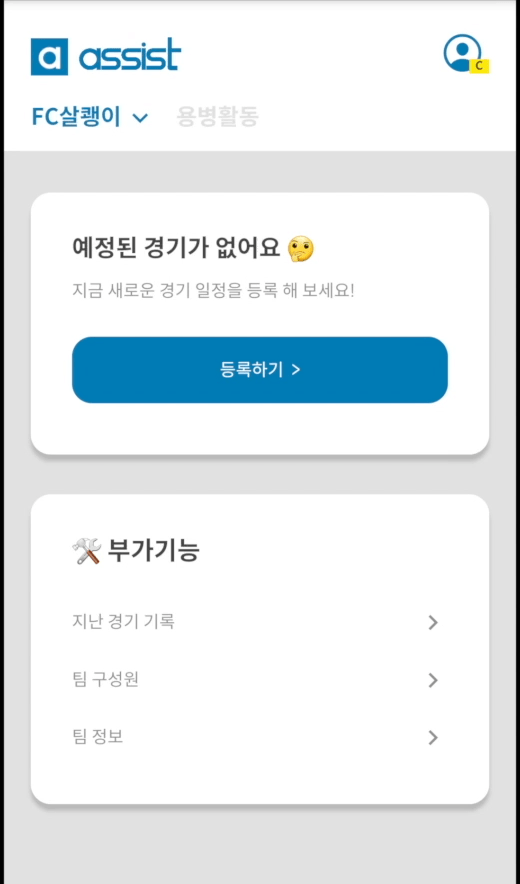 a assist
C
FC살쾡이 용병활동
예정된 경기가 없어요 🤔
지금 새로운 경기 일정을 등록 해 보세요!
등록하기 >
🛠 부가기능
지난 경기 기록
팀 구성원
팀 정보